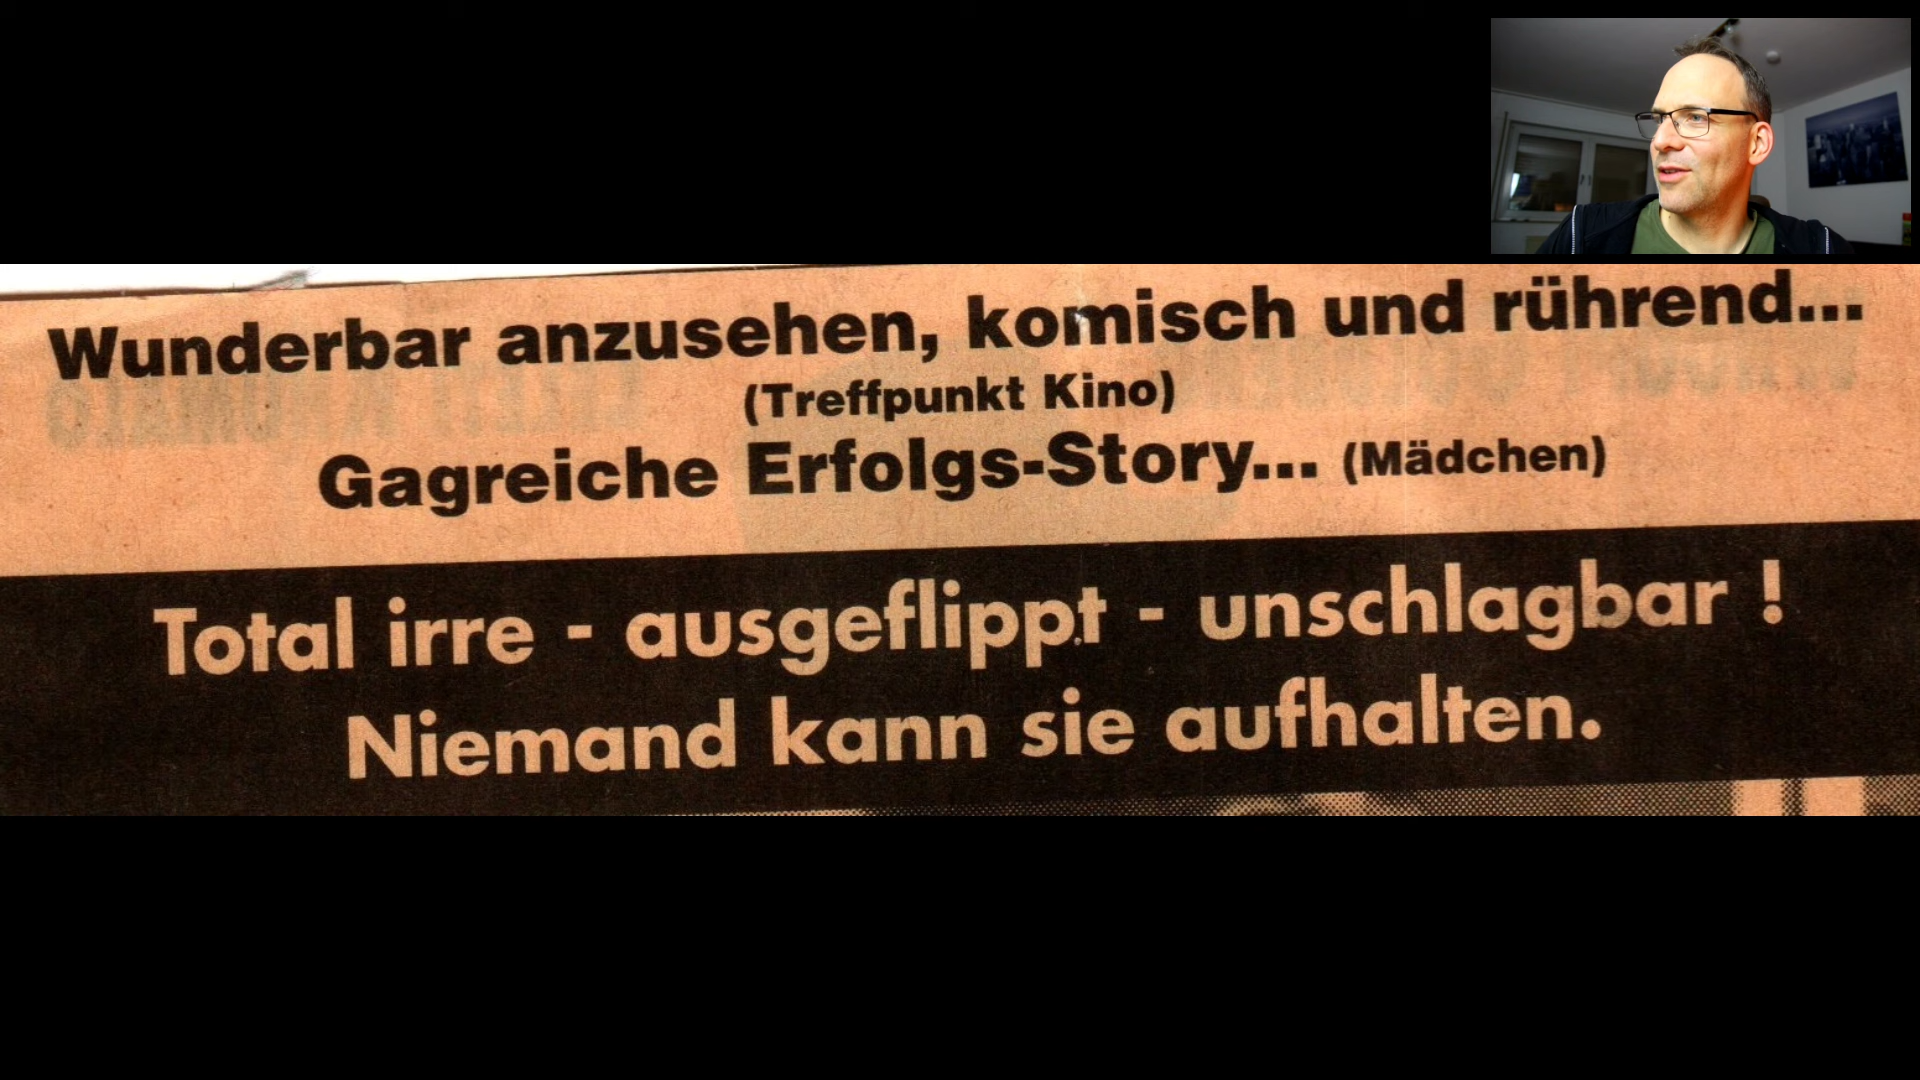 Wunderbar anzusehen, komisch und rührend...
(Treffpunkt Kino)
Gagreiche Erfolgs-Story... (Mädchen)
Total irre - ausgeflippt - unschlagbar !
Niemand kann sie aufhalten.